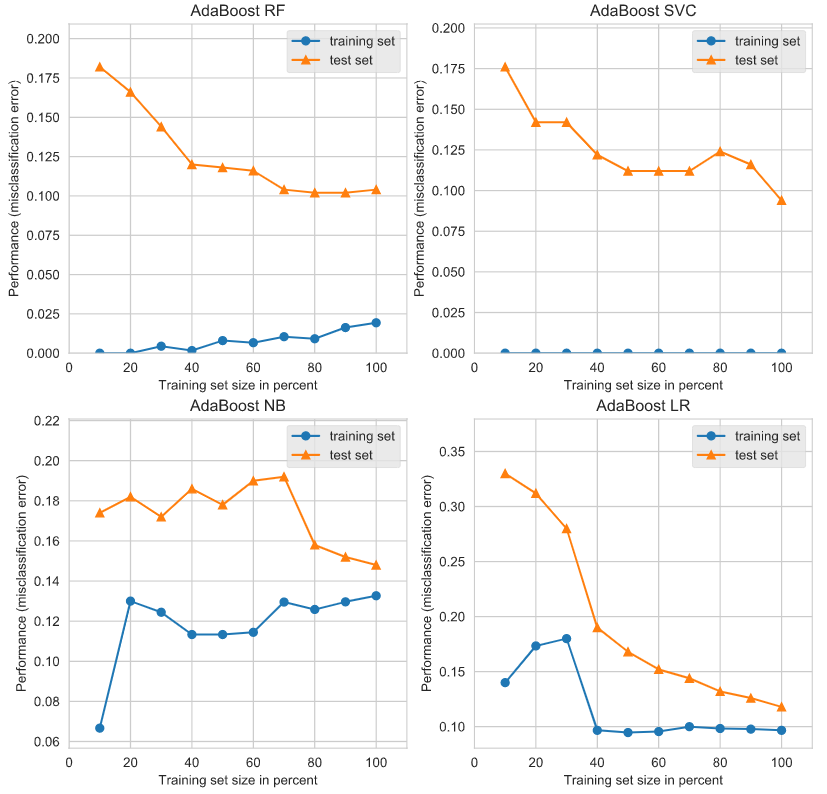 AdaBoost RF
training set
test set
0.200
0.175
0.150
0.125
0.100
0.075
0.050
0.025
0.000
Performance (misclassification error)
0 20 40 60 80 100
Training set size in percent
AdaBoost SVC
training set
test set
0.200
0.175
0.150
0.125
0.100
0.075
0.050
0.025
0.000
Performance (misclassification error)
0 20 40 60 80 100
Training set size in percent
AdaBoost NB
training set
test set
0.22
0.20
0.18
0.16
0.14
0.12
0.10
0.08
0.06
Performance (misclassification error)
0 20 40 60 80 100
Training set size in percent
AdaBoost LR
training set
test set
0.35
0.30
0.25
0.20
0.15
0.10
Performance (misclassification error)
0 20 40 60 80 100
Training set size in percent